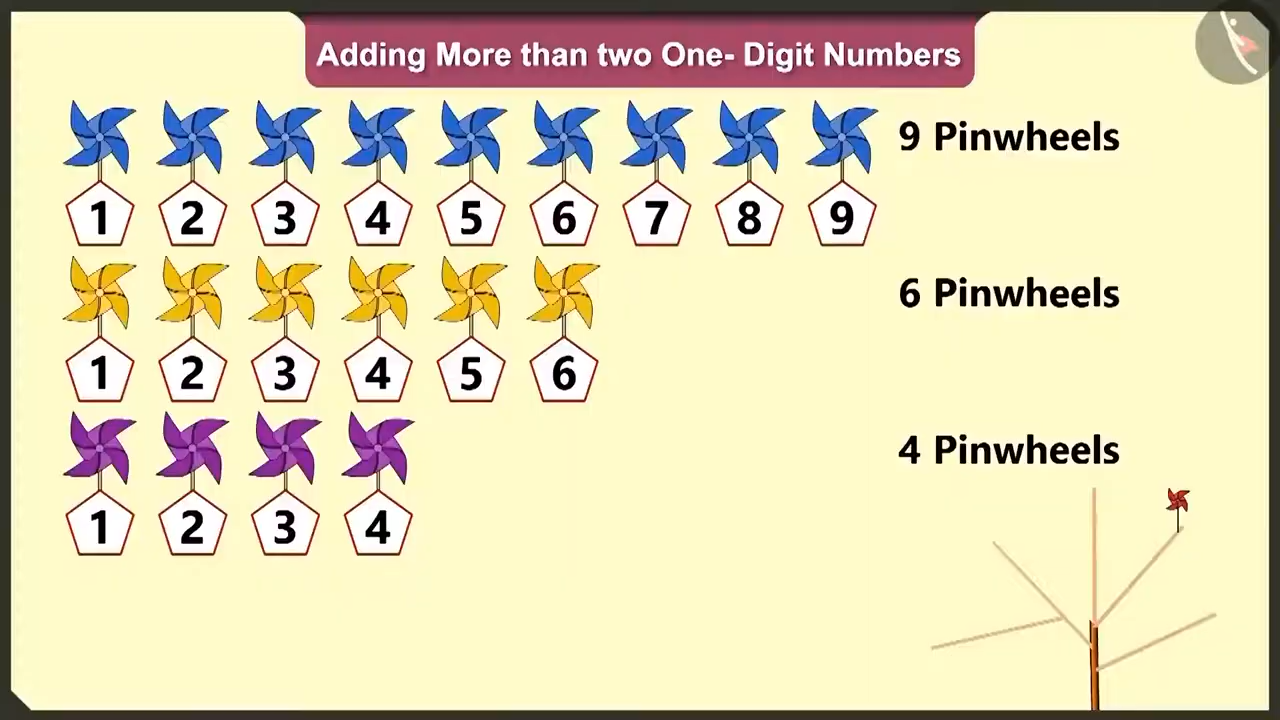 Adding More than two One- Digit Numbers
9 Pinwheels
1 2 3 4 5 6 7 8 9
6 Pinwheels
1 2 3 4 5 6
4 Pinwheels
1 2 3 4